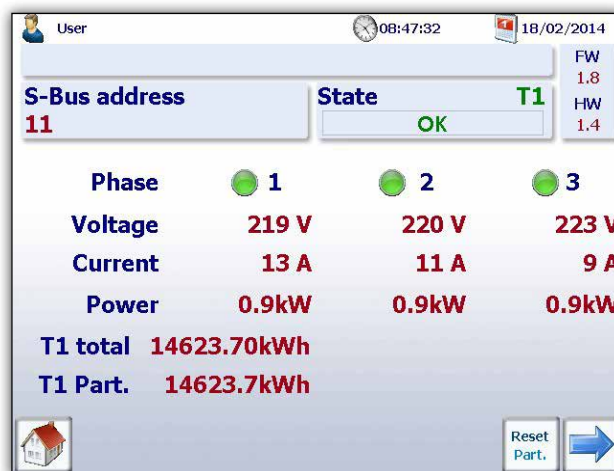 User 08:47:32 18/02/2014
FW
1.8
S-Bus address State T1 HW
11 OK 1.4
Phase 1 2 3
Voltage 219 V 220 V 223 V
Current 13 A 11 A 9 A
Power 0.9kW 0.9kW 0.9kW
T1 total 14623.70kWh
T1 Part. 14623.7kWh
Reset
Part.